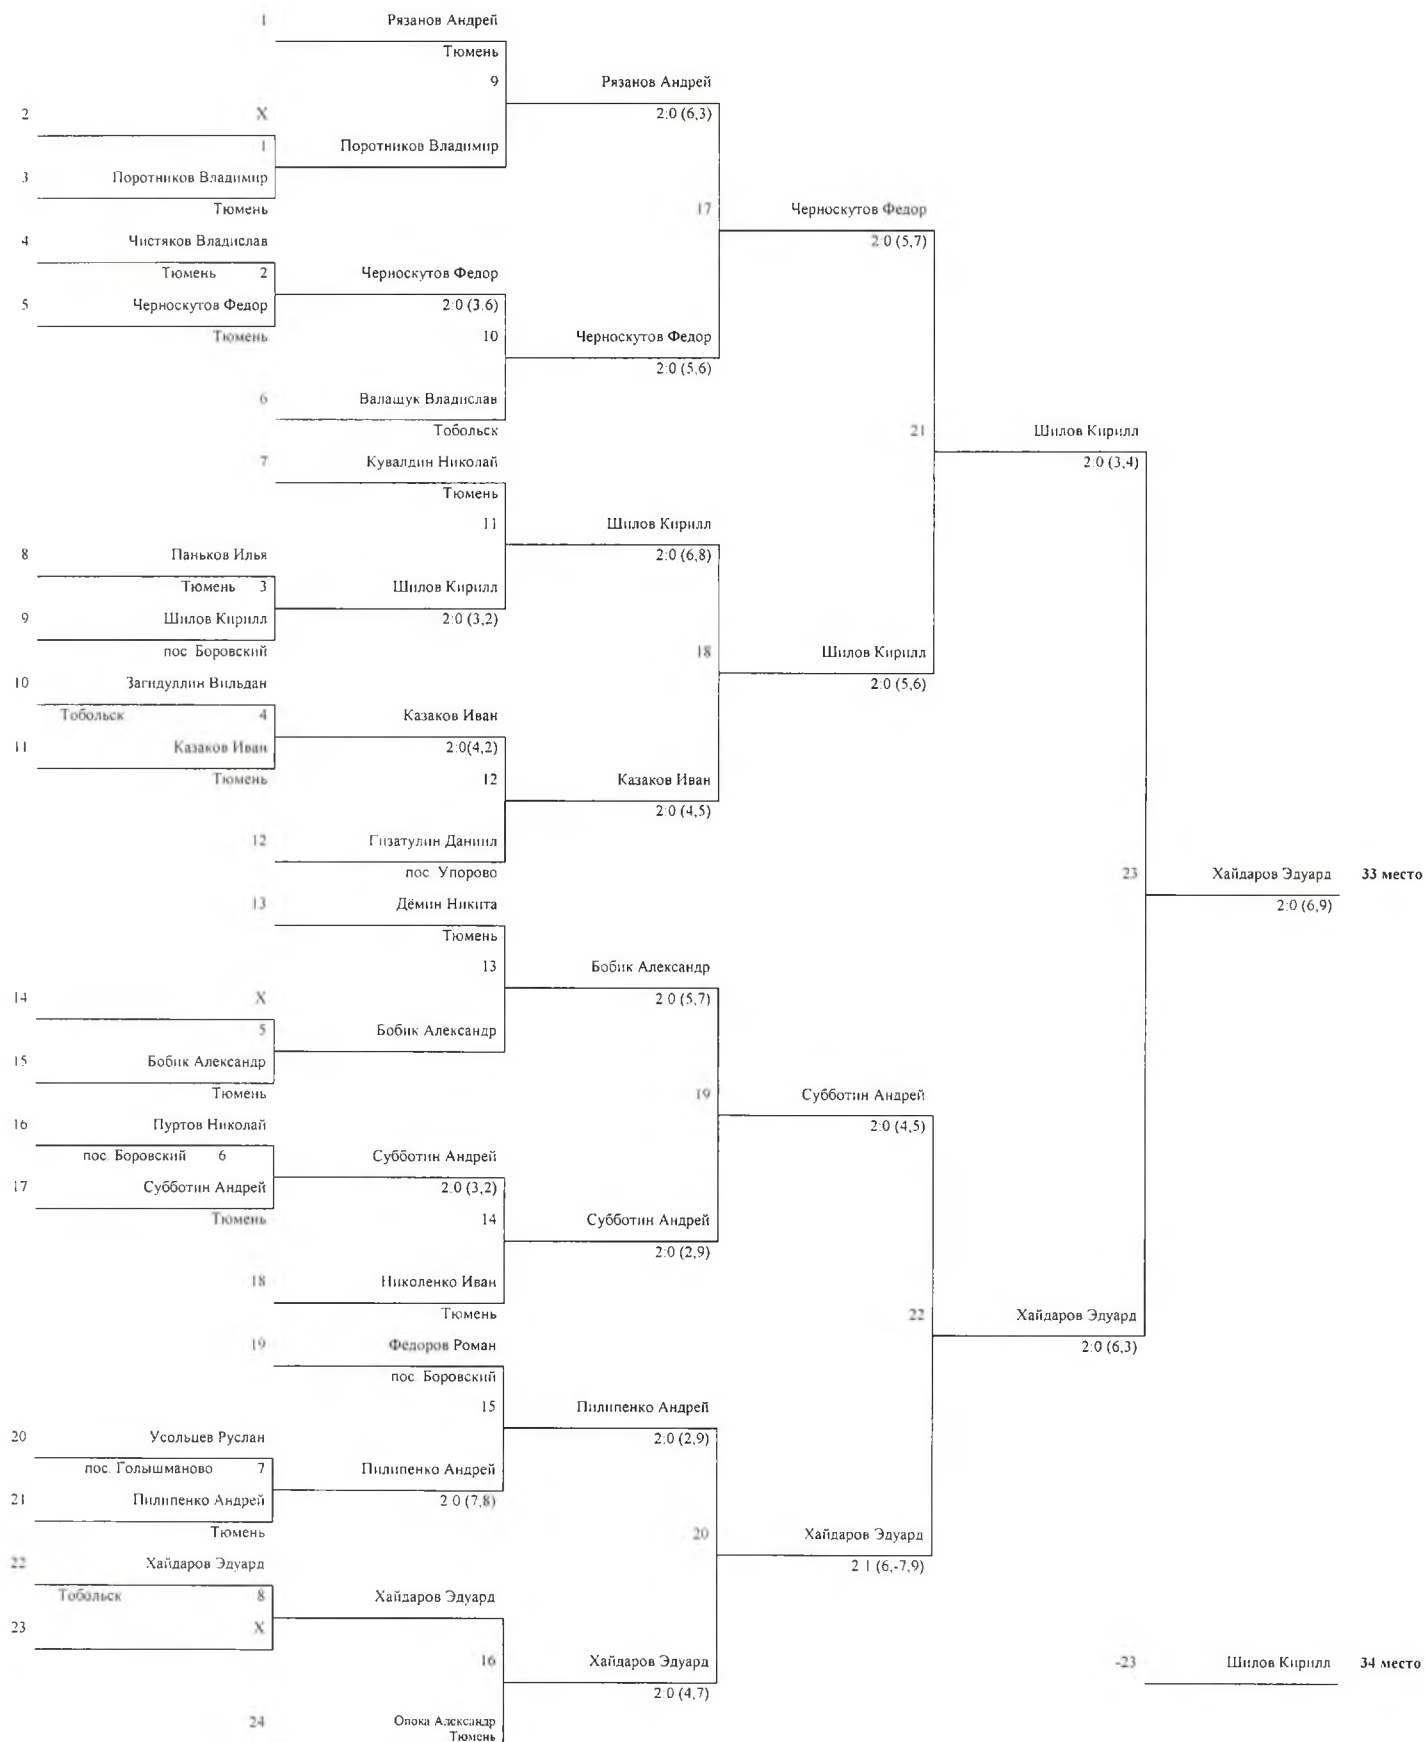 1 Рязанов Андрей
Тюмень
9 Рязанов Андрей
2 X 2:0 (6,3)
1 Поротников Владимир
3 Поротников Владимир
Тюмень 17 Черноскутов Федор
4 Чистяков Владислав 2:0 (5,7)
Тюмень 2 Черноскутов Федор
5 Черноскутов Федор 2:0 (3,6)
Тюмень 10 Черноскутов Федор
2:0 (5,6)
6 Валащук Владислав
Тобольск 21 Шилов Кирилл
7 Кувалдин Николай 2:0 (3,4)
Тюмень
11 Шилов Кирилл
8 Паньков Илья 2:0 (6,8)
Тюмень 3 Шилов Кирилл
9 Шилов Кирилл 2:0 (3,2)
пос. Боровский 18 Шилов Кирилл
10 Загидуллин Вильдан 2:0 (5,6)
Тобольск 4 Казаков Иван
11 Казаков Иван 2:0(4,2)
Тюмень 12 Казаков Иван
2:0 (4,5)
12 Гизатулин Даниил
пос. Упорово 23 Хайдаров Эдуард 33 место
13 Дёмин Никита 2:0 (6,9)
Тюмень
13 Бобик Александр
14 X 2:0 (5,7)
5 Бобик Александр
15 Бобик Александр
Тюмень 19 Субботин Андрей
16 Пуртов Николай 2:0 (4,5)
пос. Боровский 6 Субботин Андрей
17 Субботин Андрей 2:0 (3,2)
Тюмень 14 Субботин Андрей
2:0 (2,9)
18 Николенко Иван
Тюмень 22 Хайдаров Эдуард
19 Федоров Роман 2:0 (6,3)
пос. Боровский
15 Пилипенко Андрей
20 Усольцев Руслан 2:0 (2,9)
пос. Голышманово 7 Пилипенко Андрей
21 Пилипенко Андрей 2:0 (7,8)
Тюмень 20 Хайдаров Эдуард
22 Хайдаров Эдуард 2:1 (6,-7,9)
Тобольск 8 Хайдаров Эдуард
23 X
16 Хайдаров Эдуард -23 Шилов Кирилл 34 место
2:0 (4,7)
24 Опока Александр
Тюмень